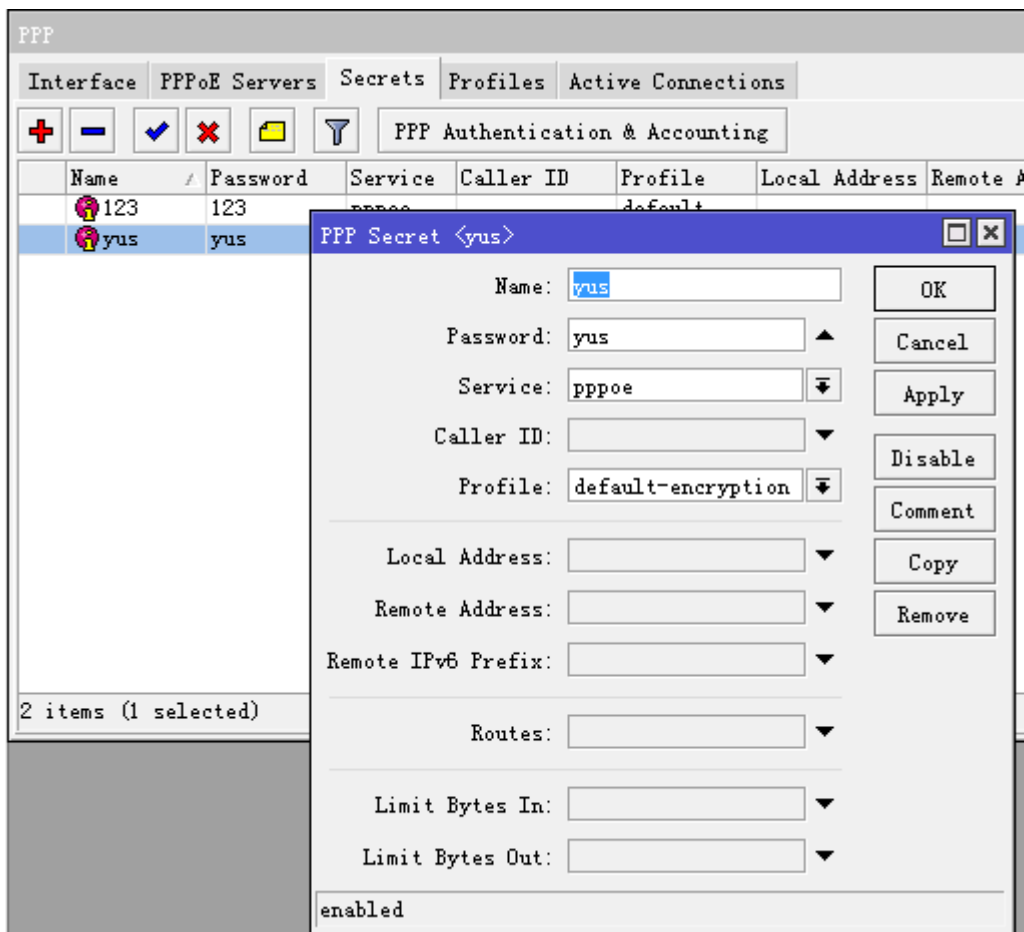 PPP
Interface PPPoE Servers Secrets Profiles Active Connections
PPP Authentication & Accounting
Name Password Service Caller ID Profile Local Address Remote A
123 123 pppoe default
yus yus
PPP Secret <yus>
Name: yus
OK
Password: yus
Cancel
Service: pppoe
Apply
Caller ID:
Disable
Profile: default-encryption
Comment
Local Address:
Copy
Remote Address:
Remove
Remote IPv6 Prefix:
2 items (1 selected)
Routes:
Limit Bytes In:
Limit Bytes Out:
enabled